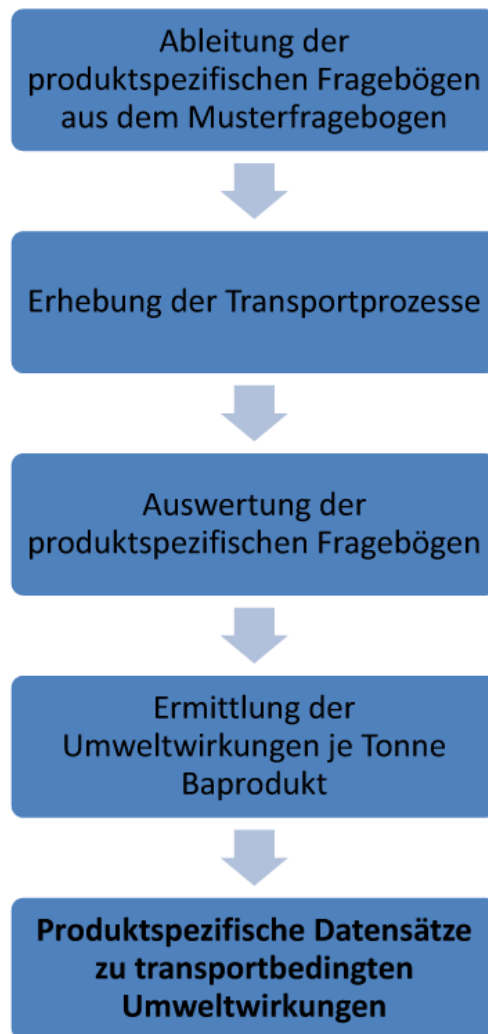 Ableitung der
produktspezifischen Fragebögen
aus dem Musterfragebogen
Erhebung der Transportprozesse
Auswertung der
produktspezifischen Fragebögen
Ermittlung der
Umweltwirkungen je Tonne
Baprodukt
Produktspezifische Datensätze
zu transportbedingten
Umweltwirkungen